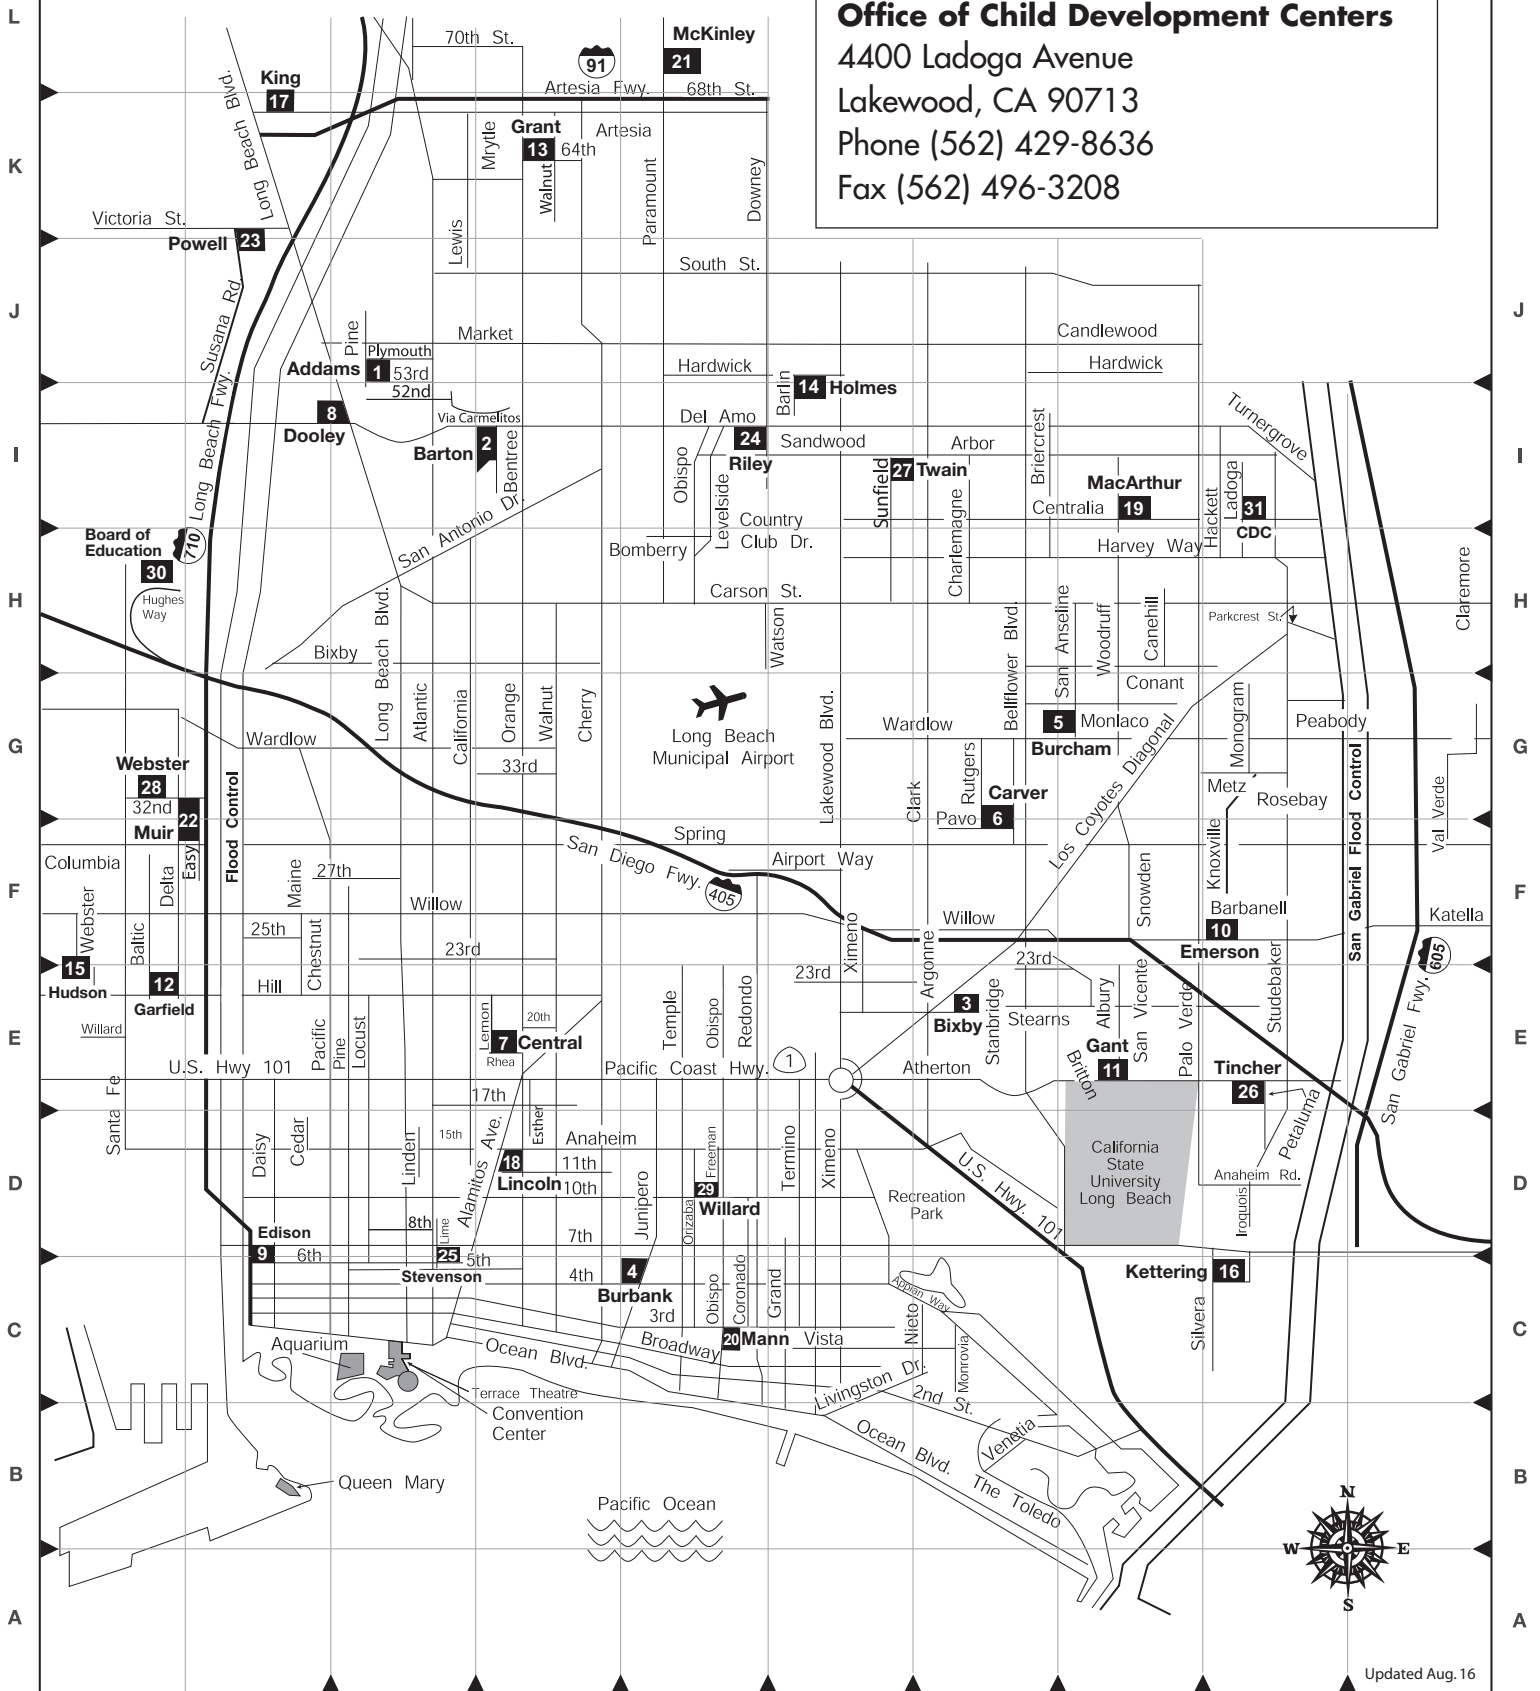 L
Office of Child Development Centers
4400 Ladoga Avenue
Lakewood, CA 90713
Phone (562) 429-8636
Fax (562) 496-3208
70th St.
McKinley
21
91
King
17
Artesia Fwy.
68th St.
Long Beach Blvd.
Grant
13
Artesia
64th
Mrytle
Walnut
K
Paramount
Downey
Long Beach Blvd.
Victoria St.
Powell
23
Lewis
South St.
Susana Rd.
J
J
Pine
Market
Candlewood
Plymouth
Addams
1
53rd
Hardwick
Hardwick
52nd
Barlin
14
Holmes
8
Dooley
Via Carmelitos
Del Amo
Turnergrove
Barton
2
Bentree
24
Riley
Sandwood
Arbor
Briercrest
I
I
Long Beach Fwy.
Obispo
Levelside
Sunfield
27
Twain
MacArthur
19
Centralia
Hackett
Ladoga
31
CDC
San Antonio Dr.
Country
Club Dr.
Charlemagne
Board of
Education
30
710
Bomberry
Harvey Way
Claremore
H
H
Hughes
Way
Carson St.
Parkcrest St.
Bixby
Long Beach Blvd.
Watson
Bellflower Blvd.
San Anseline
Woodruff
Canehill
Conant
Atlantic
California
Orange
Walnut
Cherry
Long Beach
Municipal Airport
Lakewood Blvd.
Wardlow
5
Monlaco
Burcham
Monogram
Peabody
G
G
Wardlow
Webster
28
32nd
22
Muir
Easy
Flood Control
33rd
Clark
Rutgers
Carver
6
Pavo
Los Coyotes Diagonal
Metz
Rosebay
San Gabriel Flood Control
Val Verde
Spring
San Diego Fwy.
405
Airport Way
Columbia
Delta
Maine
27th
Knoxville
Snowden
F
F
Willow
Willow
Barbanell
10
Emerson
Katella
Webster
Baltic
25th
Chestnut
23rd
Ximeno
Argonne
23rd
23rd
605
15
Hudson
12
Garfield
Hill
Temple
Obispo
Redondo
3
Bixby
Stanbridge
Stearns
Albury
San Vicente
Palo Verde
Studebaker
San Gabriel Fwy.
Willard
Lemon
20th
7
Central
Rhea
Pacific
Pine
Locust
E
E
U.S. Hwy 101
Pacific Coast Hwy.
1
Atherton
Britton
Gant
11
Tincher
26
Petaluma
Santa Fe
17th
Esther
Daisy
Cedar
Linden
15th
Alamitos Ave.
Anaheim
18
Lincoln
11th
10th
Junipero
Freeman
29
Willard
Orizaba
Termino
Ximeno
California
State
University
Long Beach
Anaheim Rd.
Iroquois
D
D
U.S. Hwy. 101
Recreation
Park
8th
Lime
7th
Edison
9
6th
25
Stevenson
5th
4th
4
Burbank
3rd
Obispo
Coronado
Grand
Appian Way
Nieto
Kettering
16
Silvera
C
C
Aquarium
Ocean Blvd.
Broadway
20
Mann
Vista
Monrovia
Livingston Dr.
2nd St.
Terrace Theatre
Convention
Center
Ocean Blvd.
Venetia
The Toledo
B
B
Queen Mary
Pacific Ocean
N
W
E
S
A
A
Updated Aug. 16